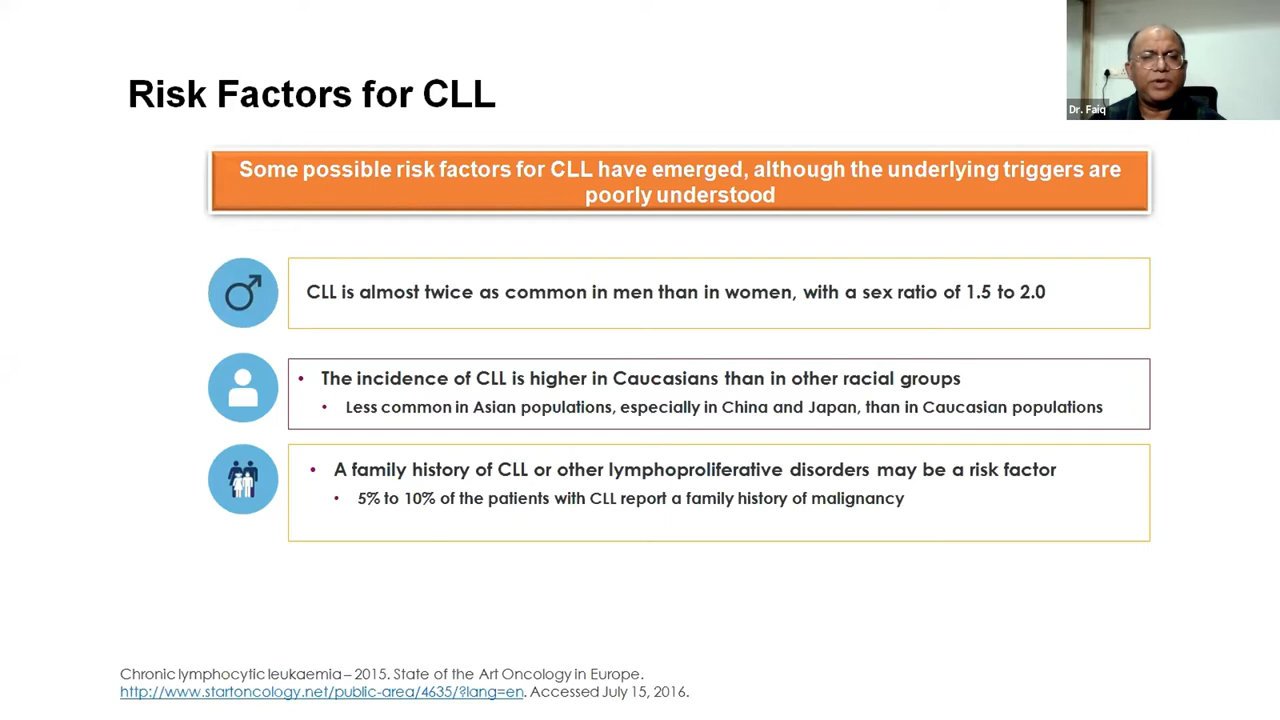 Dr. Faiq
Risk Factors for CLL
Some possible risk factors for CLL have emerged, although the underlying triggers are
poorly understood
CLL is almost twice as common in men than in women, with a sex ratio of 1.5 to 2.0
• The incidence of CLL is higher in Caucasians than in other racial groups
• Less common in Asian populations, especially in China and Japan, than in Caucasian populations
• A family history of CLL or other lymphoproliferative disorders may be a risk factor
• 5% to 10% of the patients with CLL report a family history of malignancy
Chronic lymphocytic leukaemia – 2015. State of the Art Oncology in Europe.
http://www.startoncology.net/public-area/4635/?lang=en. Accessed July 15, 2016.